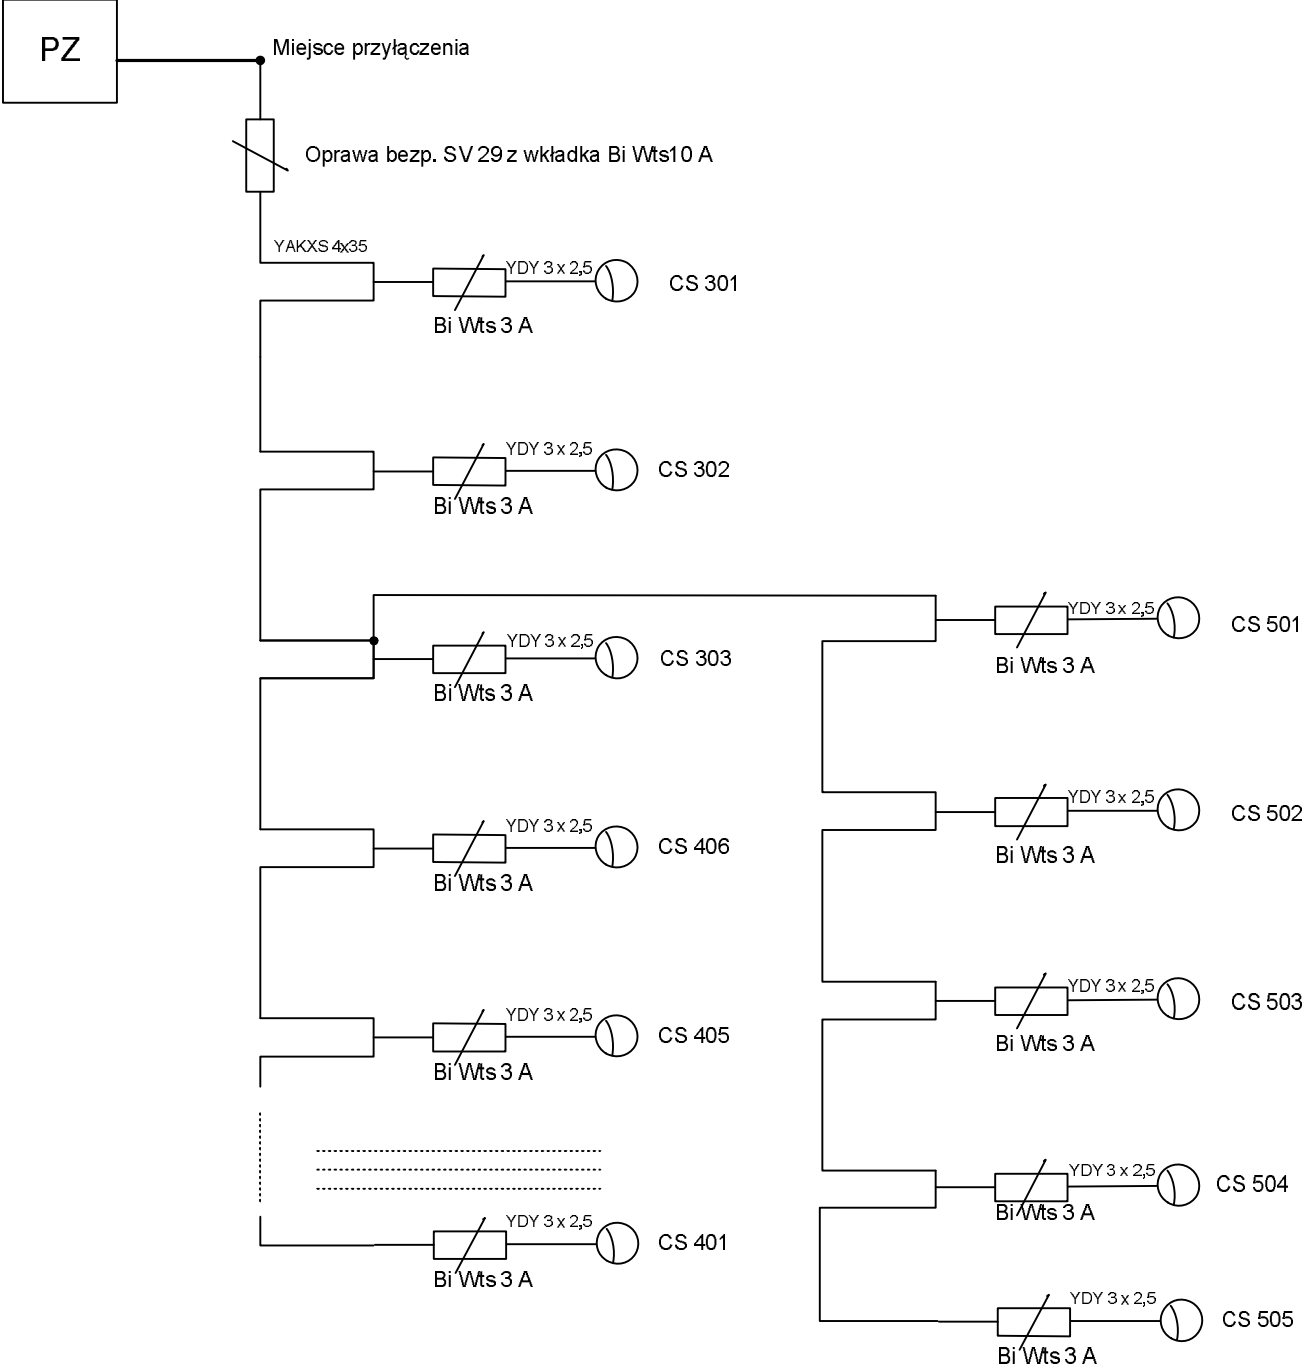 PZ
Miejsce przyłączenia
Oprawa bezp. SV 29 z wkładka Bi Wts10 A
YAKXS 4x35
YDY 3 x 2,5
CS 301
Bi Wts 3 A
YDY 3 x 2,5
CS 302
Bi Wts 3 A
YDY 3 x 2,5
CS 303
Bi Wts 3 A
YDY 3 x 2,5
CS 406
Bi Wts 3 A
YDY 3 x 2,5
CS 405
Bi Wts 3 A
YDY 3 x 2,5
CS 401
Bi Wts 3 A
YDY 3 x 2,5
CS 501
Bi Wts 3 A
YDY 3 x 2,5
CS 502
Bi Wts 3 A
YDY 3 x 2,5
CS 503
Bi Wts 3 A
YDY 3 x 2,5
CS 504
Bi Wts 3 A
YDY 3 x 2,5
CS 505
Bi Wts 3 A